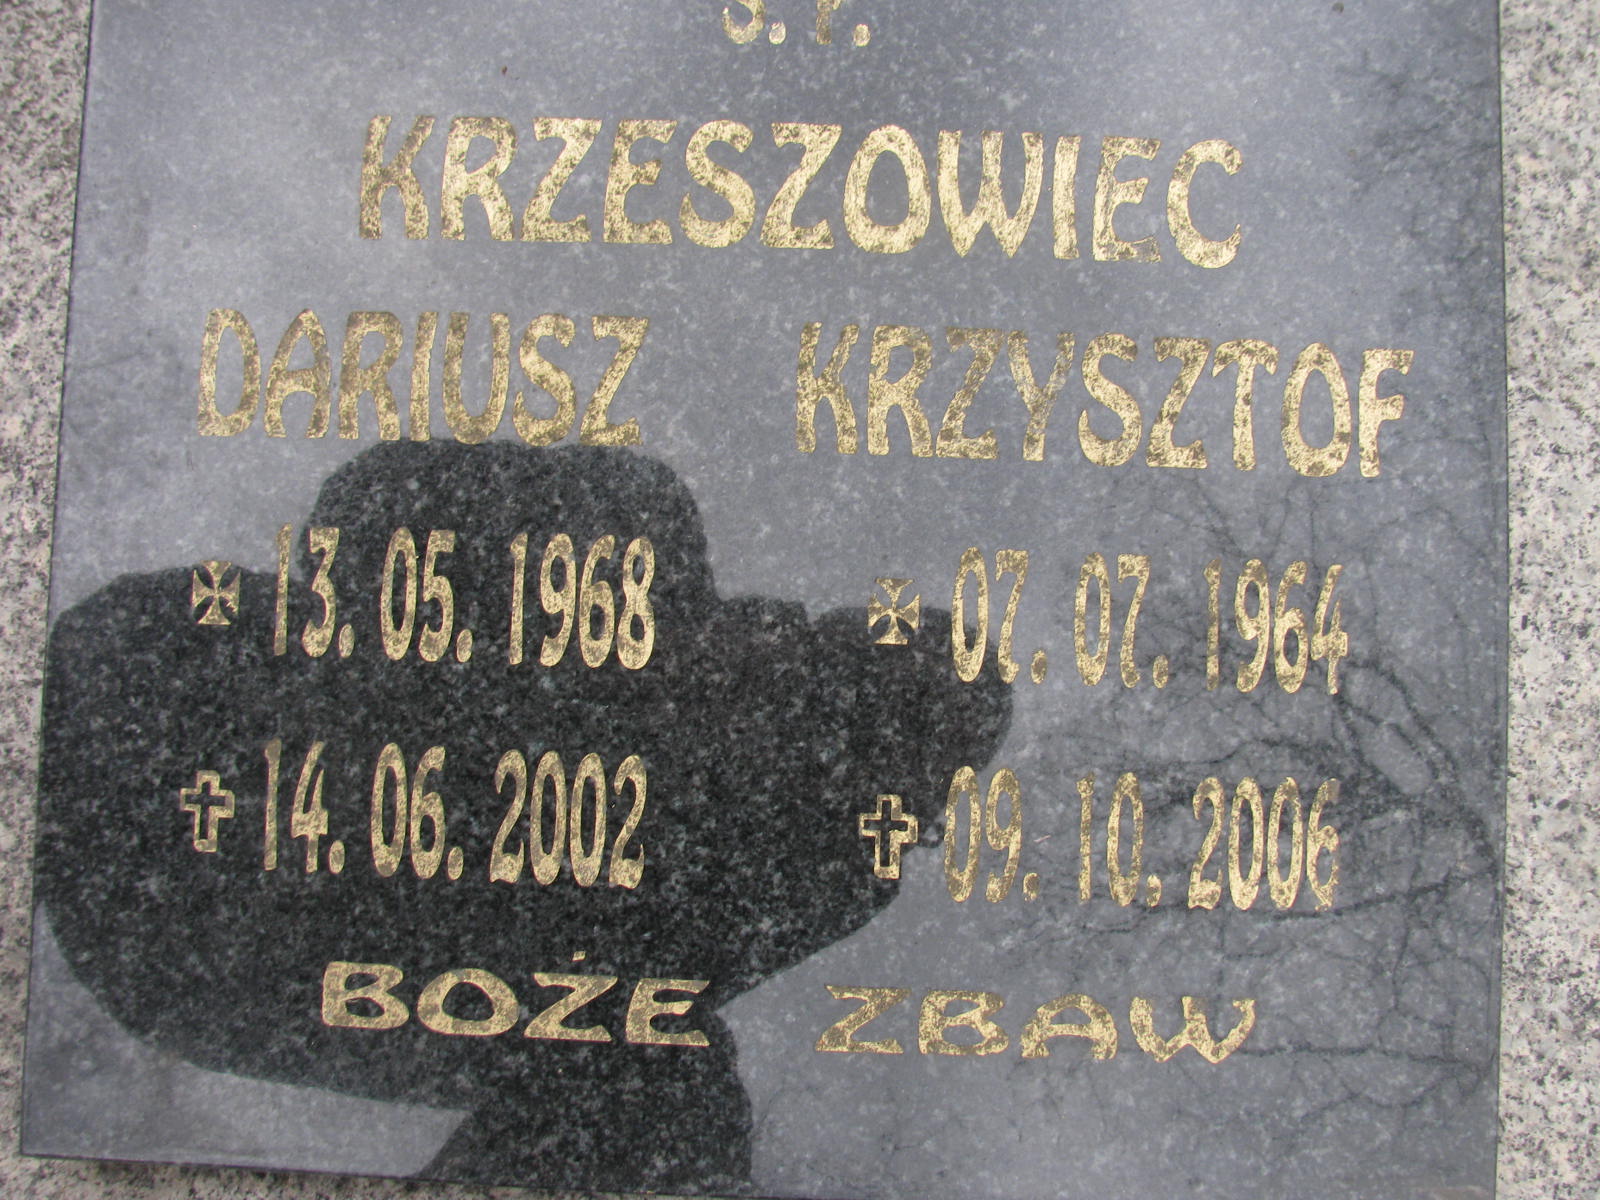 Ś. P.
KRZESZOWIEC
DARIUSZ KRZYSZTOF
13. 05. 1968 07. 07. 1964
14. 06. 2002 09. 10. 2006
BOŻE ZBAW